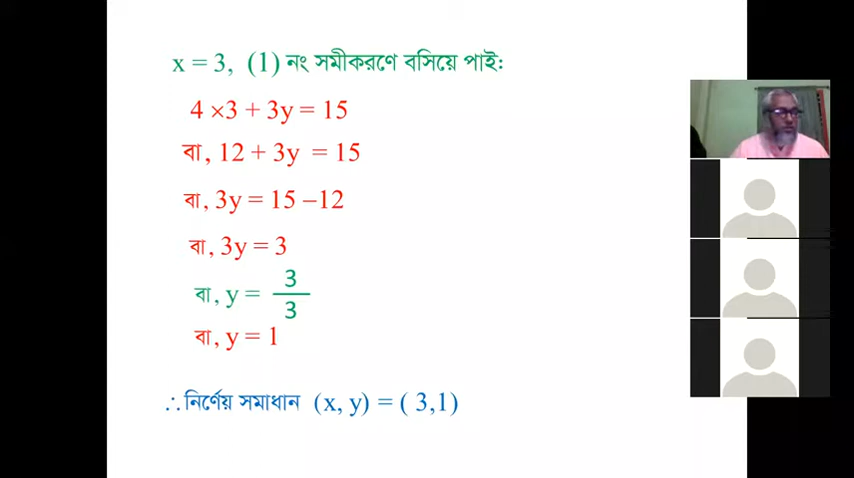 x = 3, (1) নং সমীকরণে বসিয়ে পাই:
4 ×3 + 3y = 15
বা, 12 + 3y = 15
বা, 3y = 15 –12
বা, 3y = 3
বা, y = 3/3
বা, y = 1
∴নির্ণেয় সমাধান (x, y) = ( 3,1)